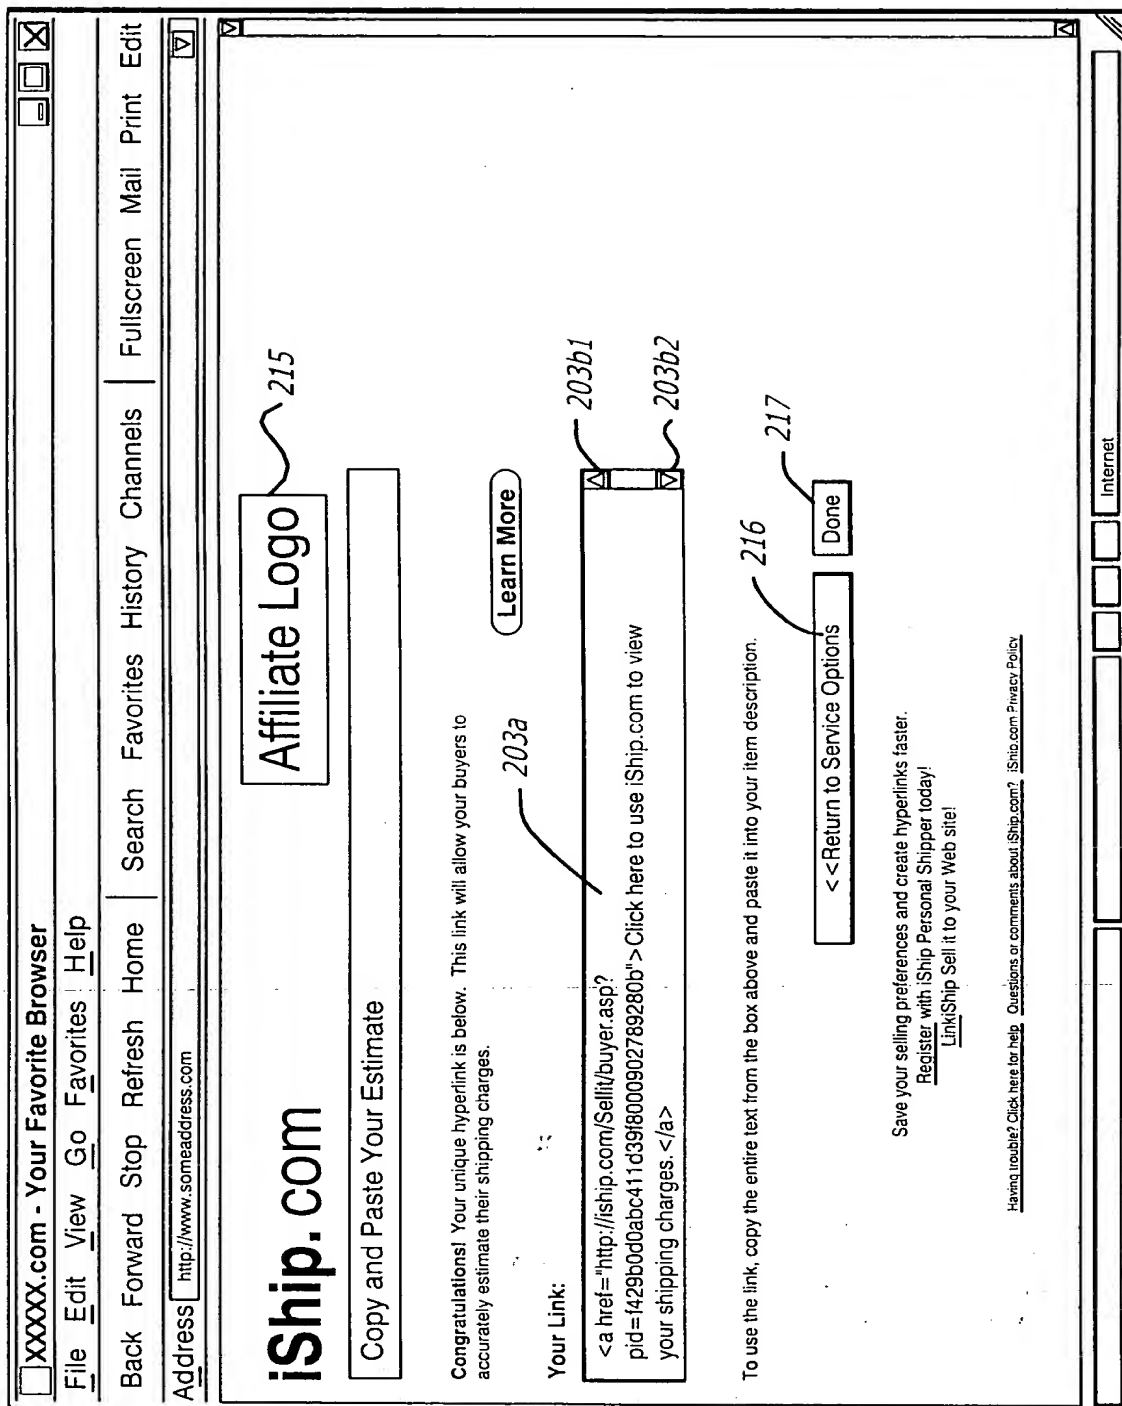 XXXXX.com - Your Favorite Browser
File Edit View Go Favorites Help
Back Forward Stop Refresh Home Search Favorites History Channels Fullscreen Mail Print Edit
Address http://www.someaddress.com
iShip.com
Affiliate Logo
215
Copy and Paste Your Estimate
Congratulations! Your unique hyperlink is below. This link will allow your buyers to
accurately estimate their shipping charges.
Learn More
Your Link:
203a
203b1
<a href="http://iship.com/Sellit/buyer.asp?
pid=f429b0d0abc411d39f8000902789280b">Click here to use iShip.com to view
your shipping charges.</a>
203b2
To use the link, copy the entire text from the box above and paste it into your item description.
216
217
<<Return to Service Options
Done
Save your selling preferences and create hyperlinks faster.
Register with iShip Personal Shipper today!
LinkiShip Sell it to your Web site!
Having trouble? Click here for help Questions or comments about iShip.com? iShip.com Privacy Policy
Internet